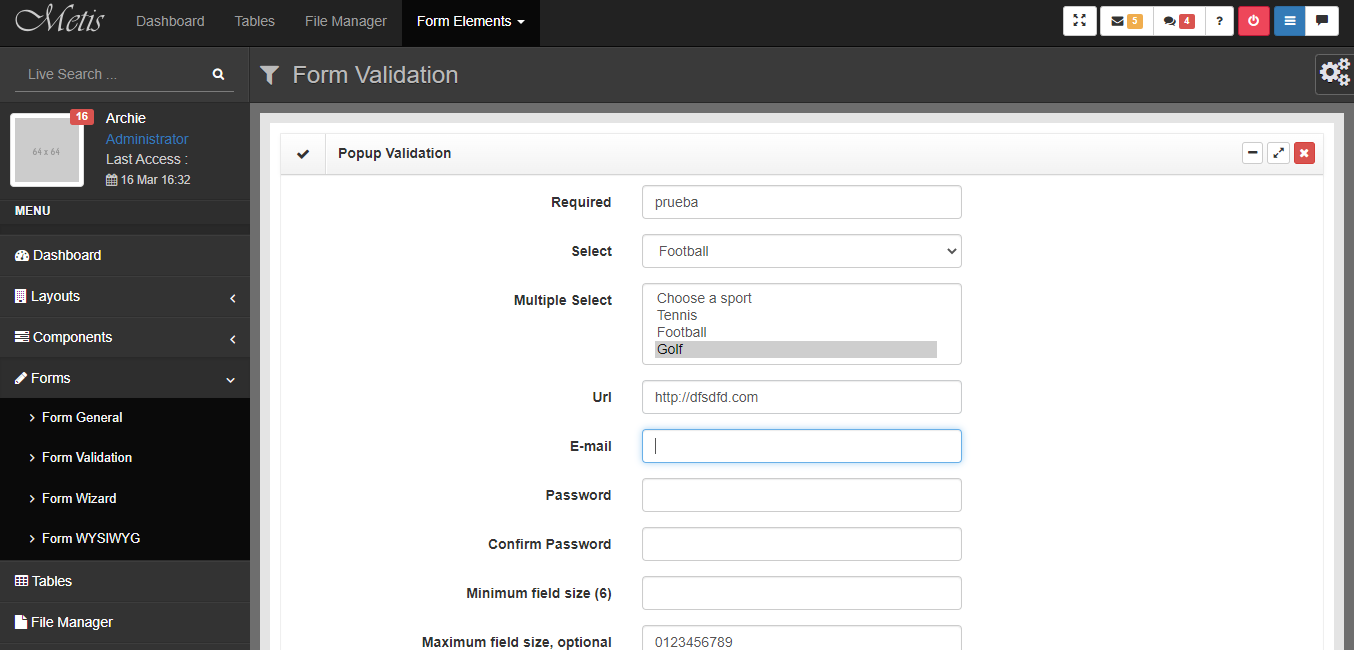 Metis Dashboard Tables File Manager Form Elements 5 4 ?
Live Search ...
Form Validation
16
64 x 64
Archie
Administrator
Last Access :
16 Mar 16:32
MENU
Dashboard
Layouts
Components
Forms
Form General
Form Validation
Form Wizard
Form WYSIWYG
Tables
File Manager
Popup Validation
Required prueba
Select Football
Multiple Select Choose a sport
Tennis
Football
Golf
Url http://dfsdfd.com
E-mail
Password
Confirm Password
Minimum field size (6)
Maximum field size, optional 0123456789